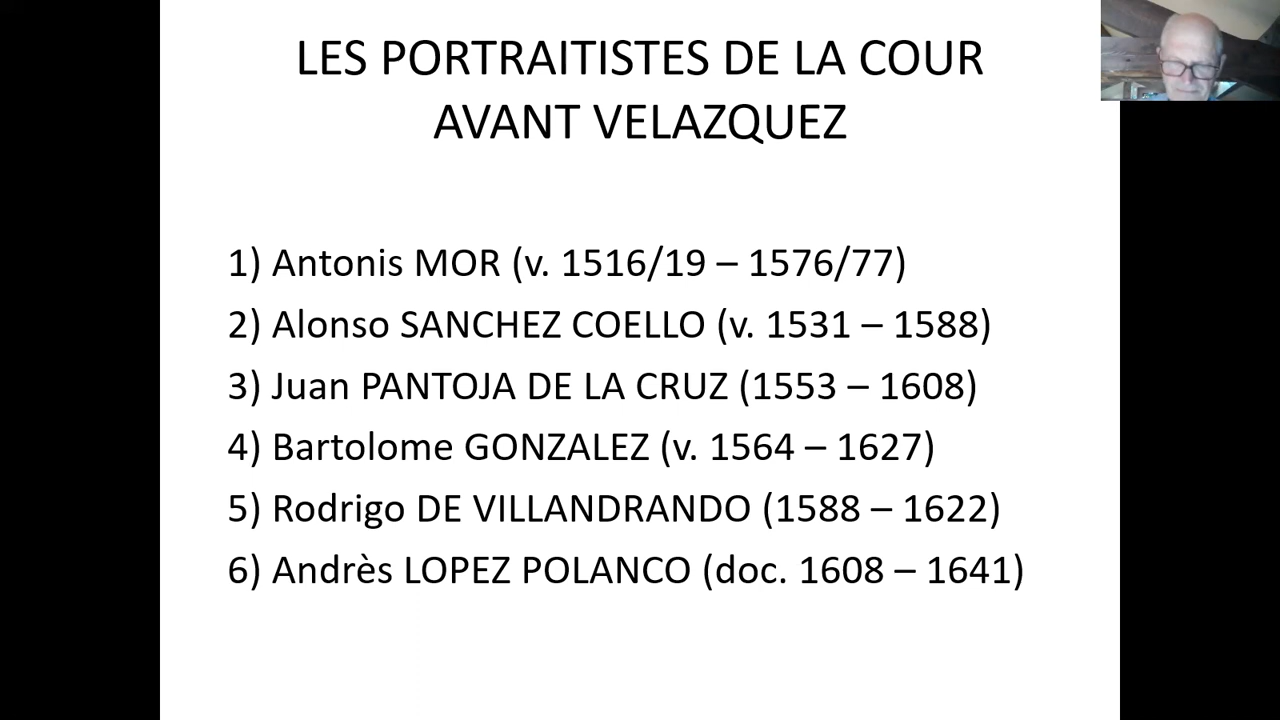 LES PORTRAITISTES DE LA COUR
AVANT VELAZQUEZ
1) Antonis MOR (v. 1516/19 – 1576/77)
2) Alonso SANCHEZ COELLO (v. 1531 – 1588)
3) Juan PANTOJA DE LA CRUZ (1553 – 1608)
4) Bartolome GONZALEZ (v. 1564 – 1627)
5) Rodrigo DE VILLANDRANDO (1588 – 1622)
6) Andrès LOPEZ POLANCO (doc. 1608 – 1641)